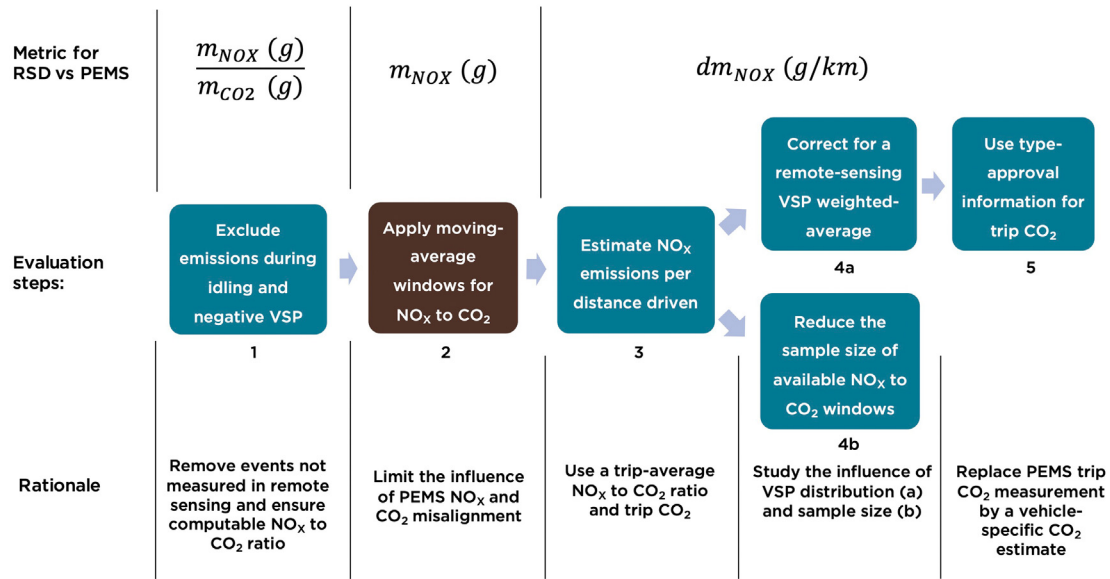 Metric for
RSD vs PEMS
m_NOX (g)
m_CO2 (g)
m_NOX (g)
dm_NOX (g/km)
Evaluation
steps:
Exclude
emissions during
idling and
negative VSP
1
Apply moving-
average
windows for
NOₓ to CO₂
2
Estimate NOₓ
emissions per
distance driven
3
Correct for a
remote-sensing
VSP weighted-
average
4a
Reduce the
sample size of
available NOₓ to
CO₂ windows
4b
Use type-
approval
information for
trip CO₂
5
Rationale
Remove events not
measured in remote
sensing and ensure
computable NOₓ to
CO₂ ratio
Limit the influence
of PEMS NOₓ and
CO₂ misalignment
Use a trip-average
NOₓ to CO₂ ratio
and trip CO₂
Study the influence of
VSP distribution (a)
and sample size (b)
Replace PEMS trip
CO₂ measurement
by a vehicle-
specific CO₂
estimate